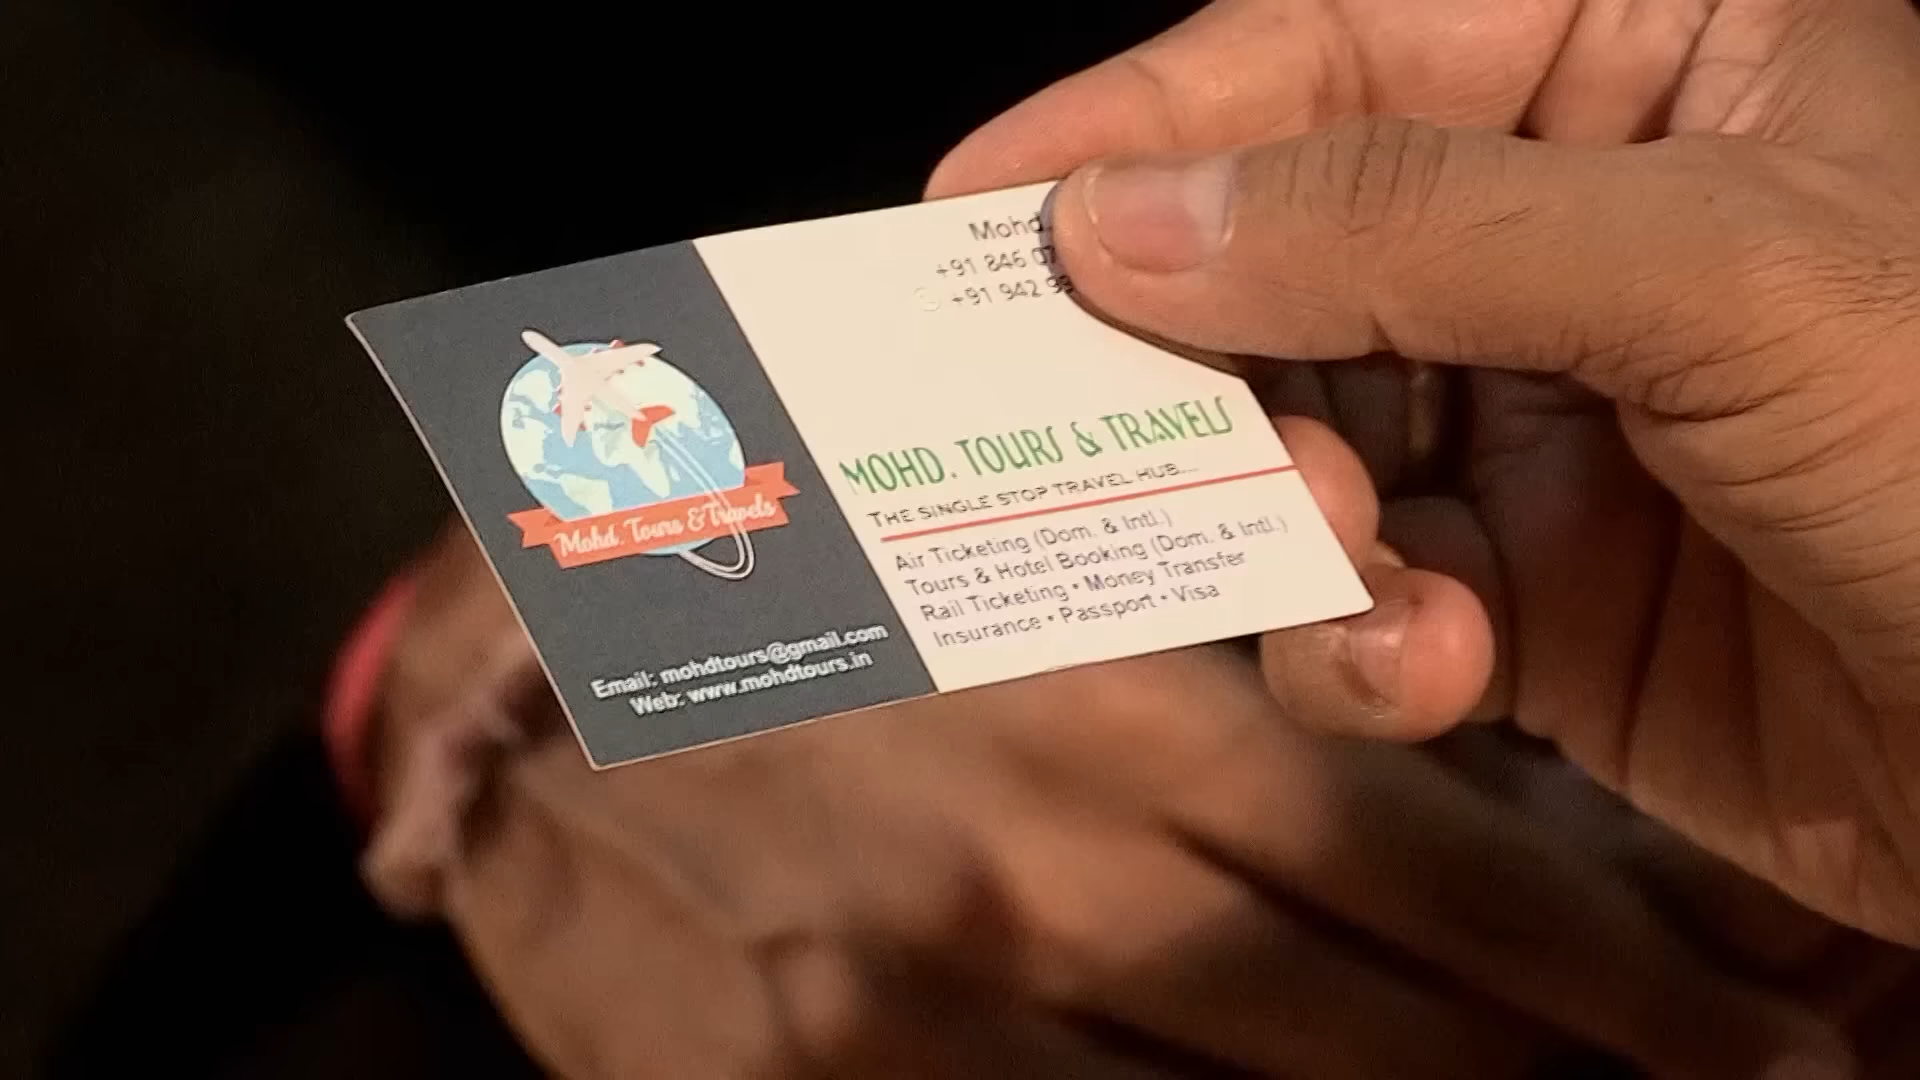 Mohd.
+91 846 07
+91 942 99
MOHD. TOURS & TRAVELS
THE SINGLE STOP TRAVEL HUB....
Air Ticketing (Dom. & Intl.)
Tours & Hotel Booking (Dom. & Intl.)
Rail Ticketing • Money Transfer
Insurance • Passport • Visa
Mohd. Tours & Travels
Email: mohdtours@gmail.com
Web: www.mohdtours.in